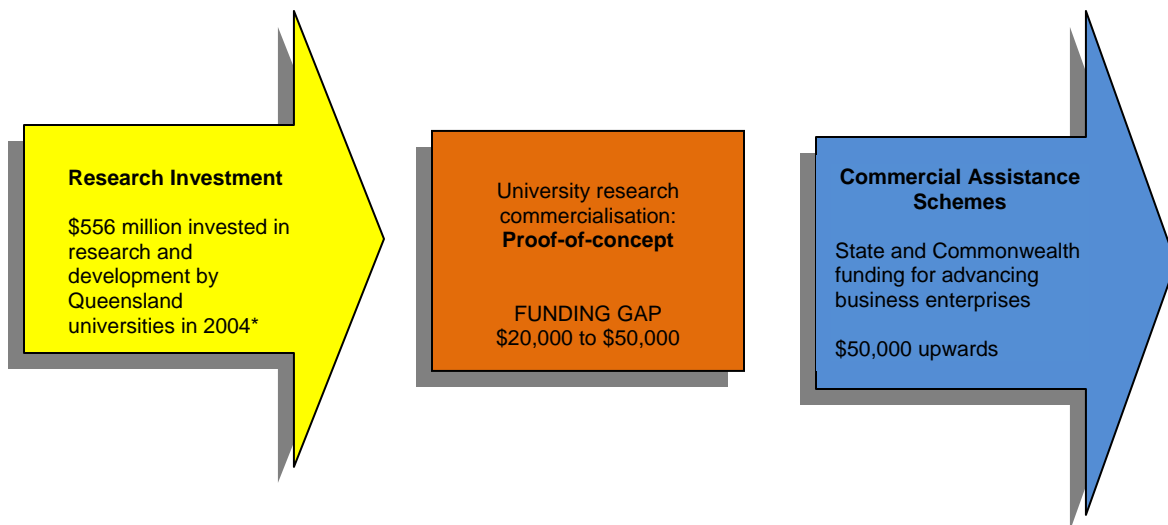 Research Investment
$556 million invested in
research and
development by
Queensland
universities in 2004*
University research
commercialisation:
Proof-of-concept
FUNDING GAP
$20,000 to $50,000
Commercial Assistance
Schemes
State and Commonwealth
funding for advancing
business enterprises
$50,000 upwards